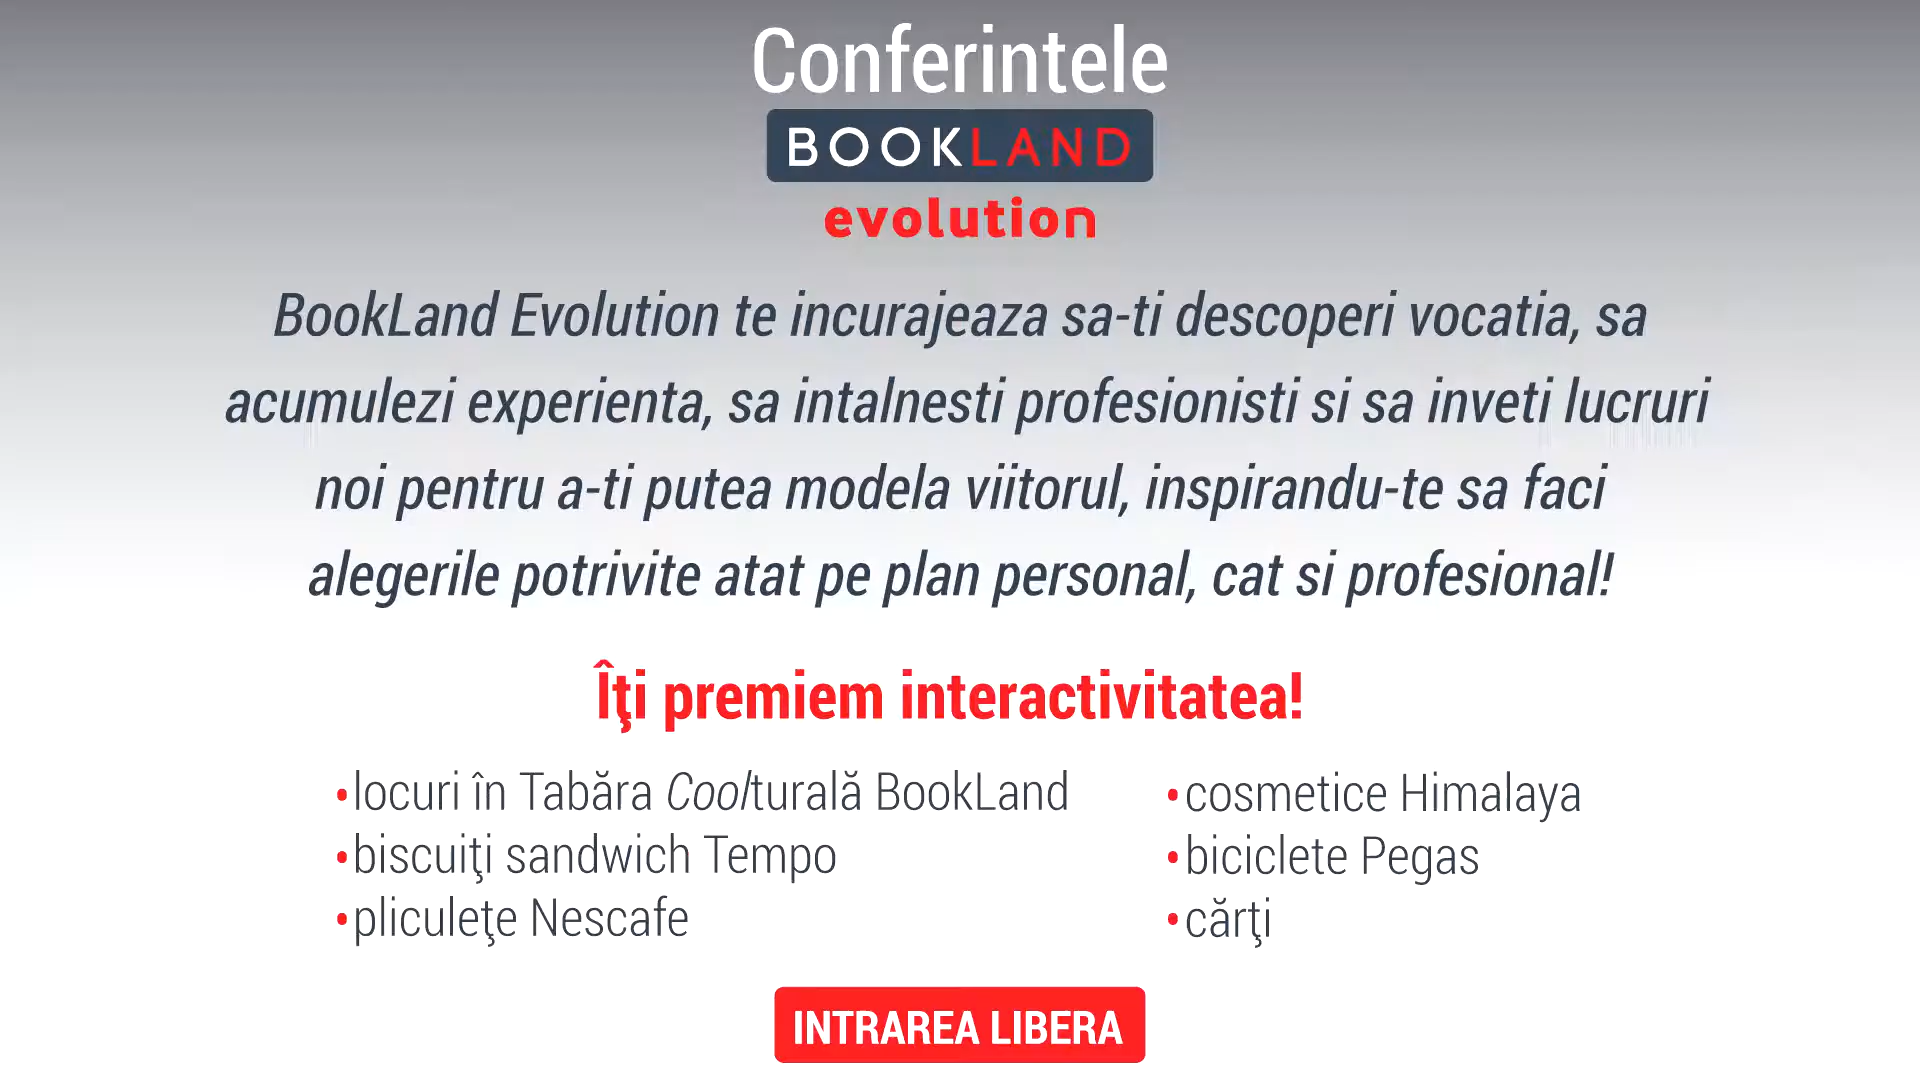 Conferintele
BOOKLAND
evolution
BookLand Evolution te incurajeaza sa-ti descoperi vocatia, sa
acumulezi experienta, sa intalnesti profesionisti si sa inveti lucruri
noi pentru a-ti putea modela viitorul, inspirandu-te sa faci
alegerile potrivite atat pe plan personal, cat si profesional!
Îţi premiem interactivitatea!
•locuri în Tabăra Coolturală BookLand
•biscuiţi sandwich Tempo
•pliculeţe Nescafe
•cosmetice Himalaya
•biciclete Pegas
•cărţi
INTRAREA LIBERA